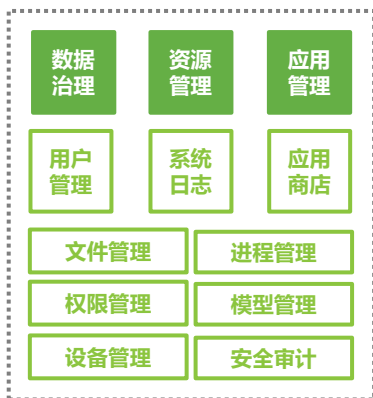 数据 资源 应用
治理 管理 管理
用户 系统 应用
管理 日志 商店
文件管理 进程管理
权限管理 模型管理
设备管理 安全审计